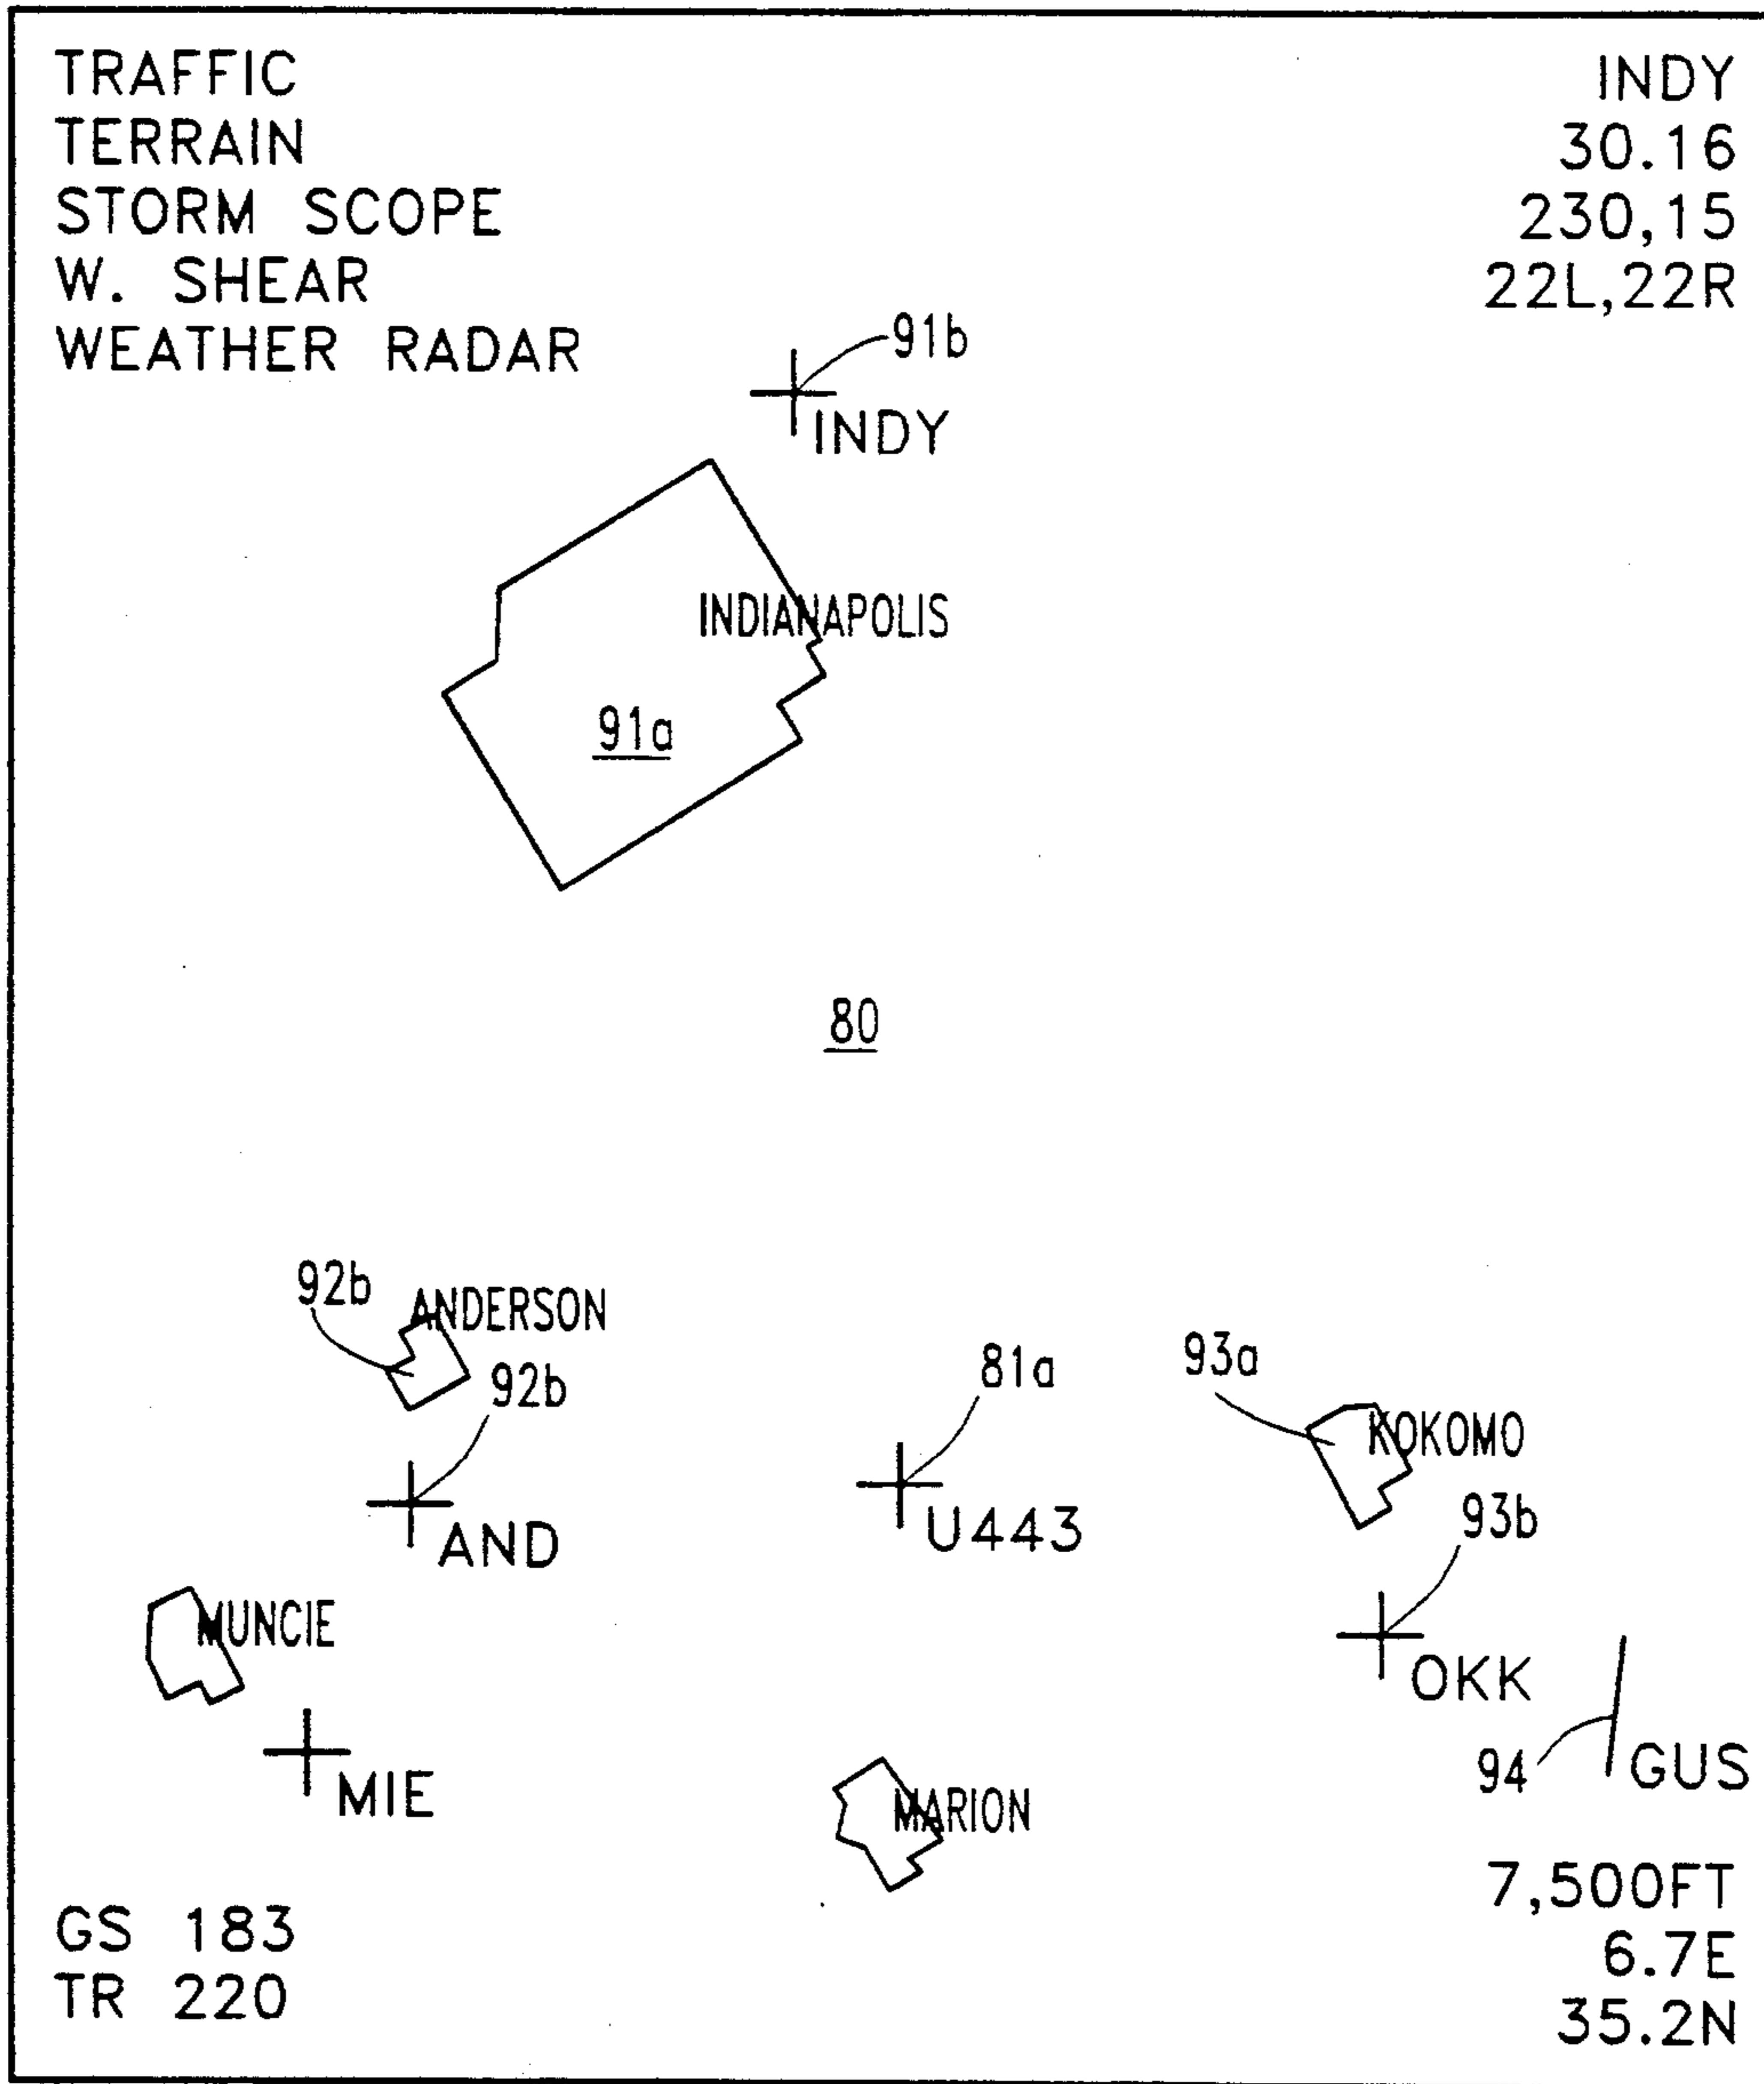 TRAFFIC
TERRAIN
STORM SCOPE
W. SHEAR
WEATHER RADAR
INDY
30.16
230,15
22L,22R
91b
INDY
INDIANAPOLIS
91a
80
92b
ANDERSON
92b
AND
81a
U443
93a
KOKOMO
93b
OKK
MUNCIE
MIE
MARION
94
GUS
GS 183
TR 220
7,500FT
6.7E
35.2N